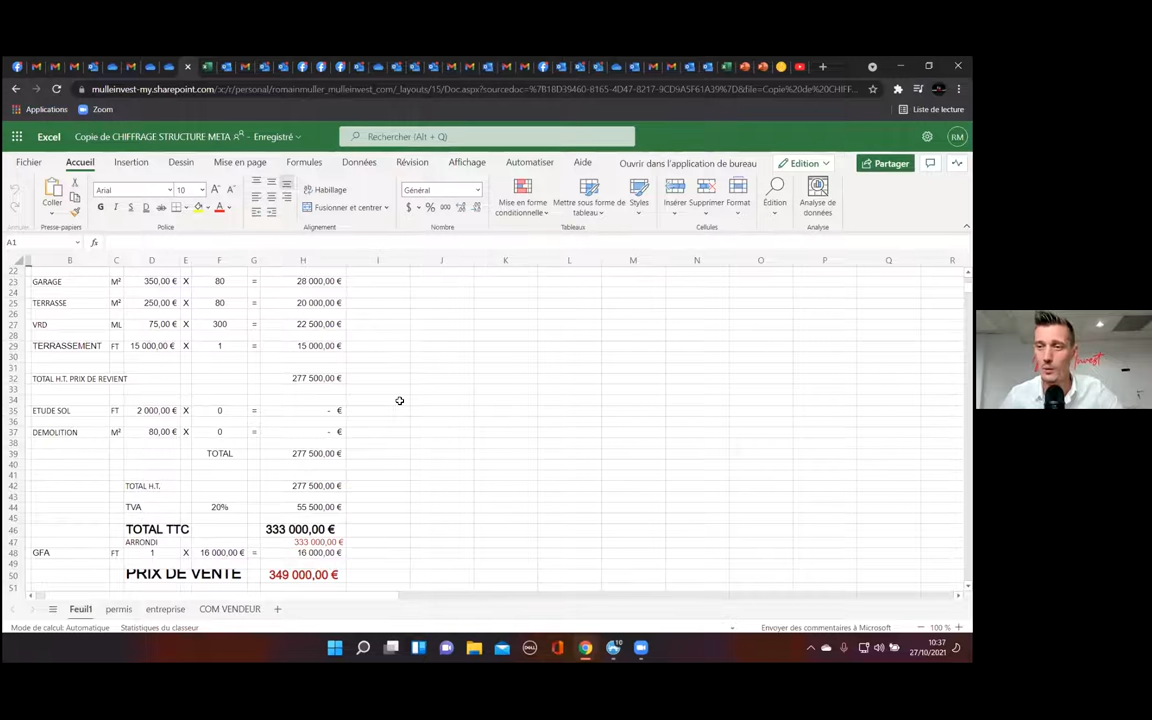 mulleinvest-my.sharepoint.com/:x:/r/personal/romainmuller_mulleinvest_com/_layouts/15/Doc.aspx?sourcedoc=%7B18D39460-8165-4D47-8217-9CD9A5F61A39%7D&file=Copie%20de%20CHIFF...
Applications Zoom Liste de lecture
Excel Copie de CHIFFRAGE STRUCTURE META - Enregistré Rechercher (Alt + Q) RM
Fichier Accueil Insertion Dessin Mise en page Formules Données Révision Affichage Automatiser Aide Ouvrir dans l'application de bureau Edition Partager
Coller Arial 10 Habillage Général Mise en forme conditionnelle Mettre sous forme de tableau Styles Insérer Supprimer Format Édition Analyse de données
G I S D Fusionner et centrer $ % 000
Presse-papiers Police Alignement Nombre Tableaux Cellules Analyse
A1 fx
B C D E F G H I J K L M N O P Q R
22
23 GARAGE M² 350,00 € X 80 = 28 000,00 €
24
25 TERRASSE M² 250,00 € X 80 = 20 000,00 €
26
27 VRD ML 75,00 € X 300 = 22 500,00 €
28
29 TERRASSEMENT FT 15 000,00 € X 1 = 15 000,00 €
30
31
32 TOTAL H.T. PRIX DE REVIENT 277 500,00 €
33
34
35 ETUDE SOL FT 2 000,00 € X 0 = - €
36
37 DEMOLITION M² 80,00 € X 0 = - €
38
39 TOTAL 277 500,00 €
40
41
42 TOTAL H.T. 277 500,00 €
43
44 TVA 20% 55 500,00 €
45
46 TOTAL TTC 333 000,00 €
47 ARRONDI 333 000,00 €
48 GFA FT 1 X 16 000,00 € = 16 000,00 €
49
50 PRIX DE VENTE 349 000,00 €
51
Feuil1 permis entreprise COM VENDEUR
Mode de calcul: Automatique Statistiques du classeur Envoyer des commentaires à Microsoft 100 %
10:37
27/10/2021